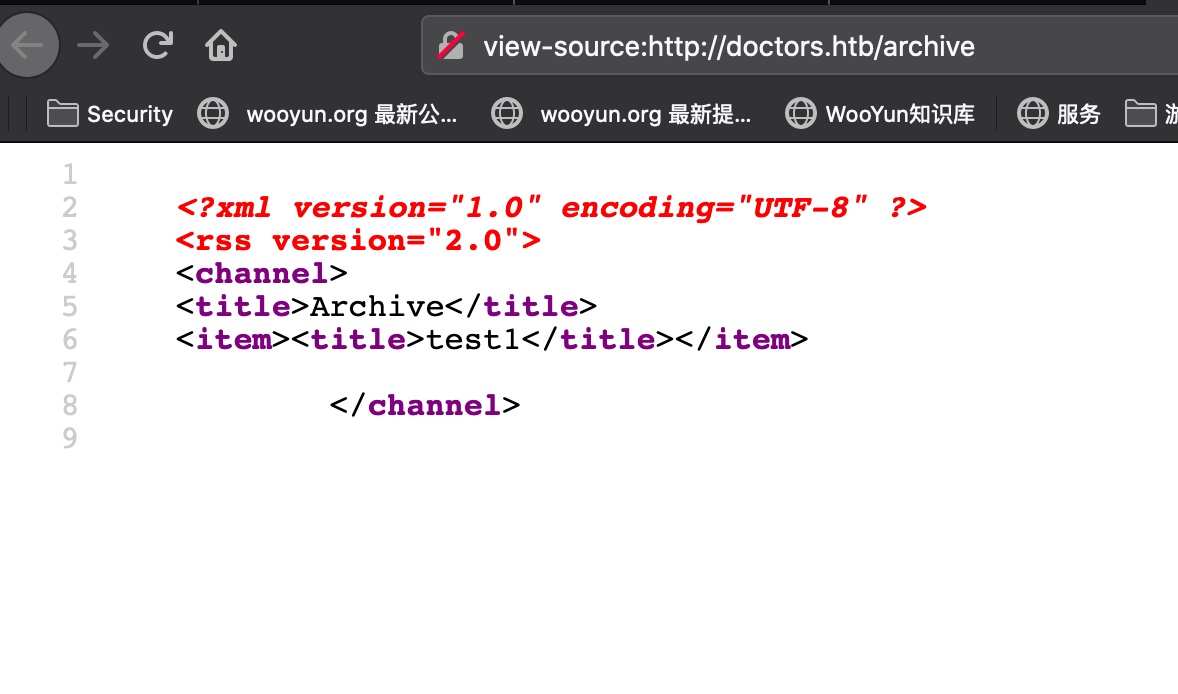 view-source:http://doctors.htb/archive
Security wooyun.org 最新公... wooyun.org 最新提... WooYun知识库 服务 游
1
2 <?xml version="1.0" encoding="UTF-8" ?>
3 <rss version="2.0">
4 <channel>
5 <title>Archive</title>
6 <item><title>test1</title></item>
7
8 </channel>
9